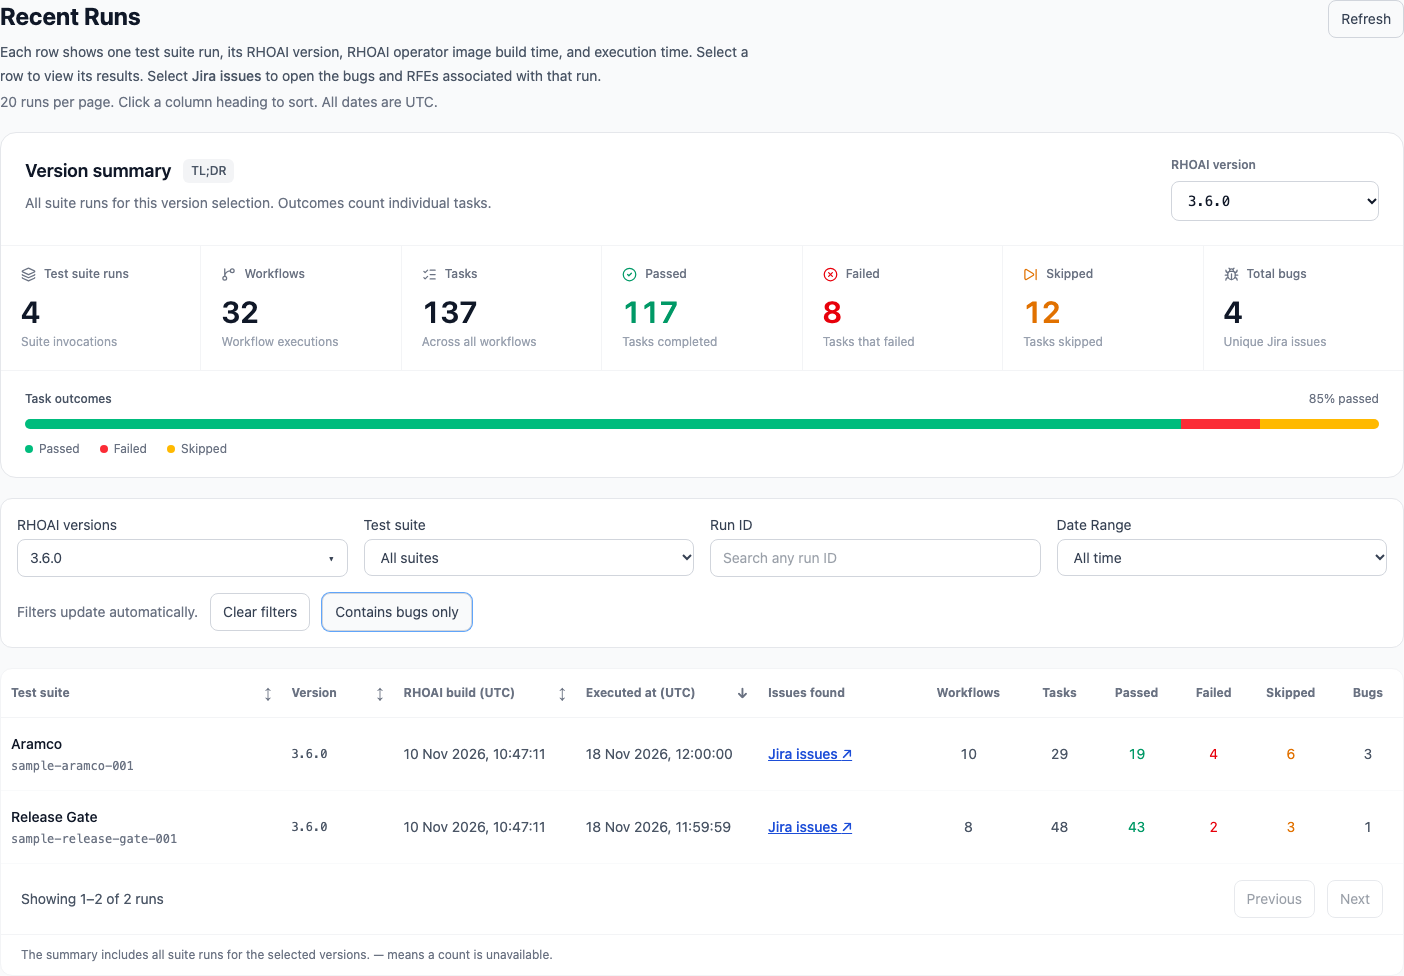 Recent Runs
Refresh
Each row shows one test suite run, its RHOAI version, RHOAI operator image build time, and execution time. Select a
row to view its results. Select Jira issues to open the bugs and RFEs associated with that run.
20 runs per page. Click a column heading to sort. All dates are UTC.
Version summary TL;DR
All suite runs for this version selection. Outcomes count individual tasks.
RHOAI version
3.6.0
Test suite runs
4
Suite invocations
Workflows
32
Workflow executions
Tasks
137
Across all workflows
Passed
117
Tasks completed
Failed
8
Tasks that failed
Skipped
12
Tasks skipped
Total bugs
4
Unique Jira issues
Task outcomes 85% passed
Passed Failed Skipped
RHOAI versions
3.6.0
Test suite
All suites
Run ID
Search any run ID
Date Range
All time
Filters update automatically. Clear filters Contains bugs only
Test suite Version RHOAI build (UTC) Executed at (UTC) Issues found Workflows Tasks Passed Failed Skipped Bugs
Aramco
sample-aramco-001
3.6.0 10 Nov 2026, 10:47:11 18 Nov 2026, 12:00:00 Jira issues ↗ 10 29 19 4 6 3
Release Gate
sample-release-gate-001
3.6.0 10 Nov 2026, 10:47:11 18 Nov 2026, 11:59:59 Jira issues ↗ 8 48 43 2 3 1
Showing 1–2 of 2 runs
Previous Next
The summary includes all suite runs for the selected versions. — means a count is unavailable.